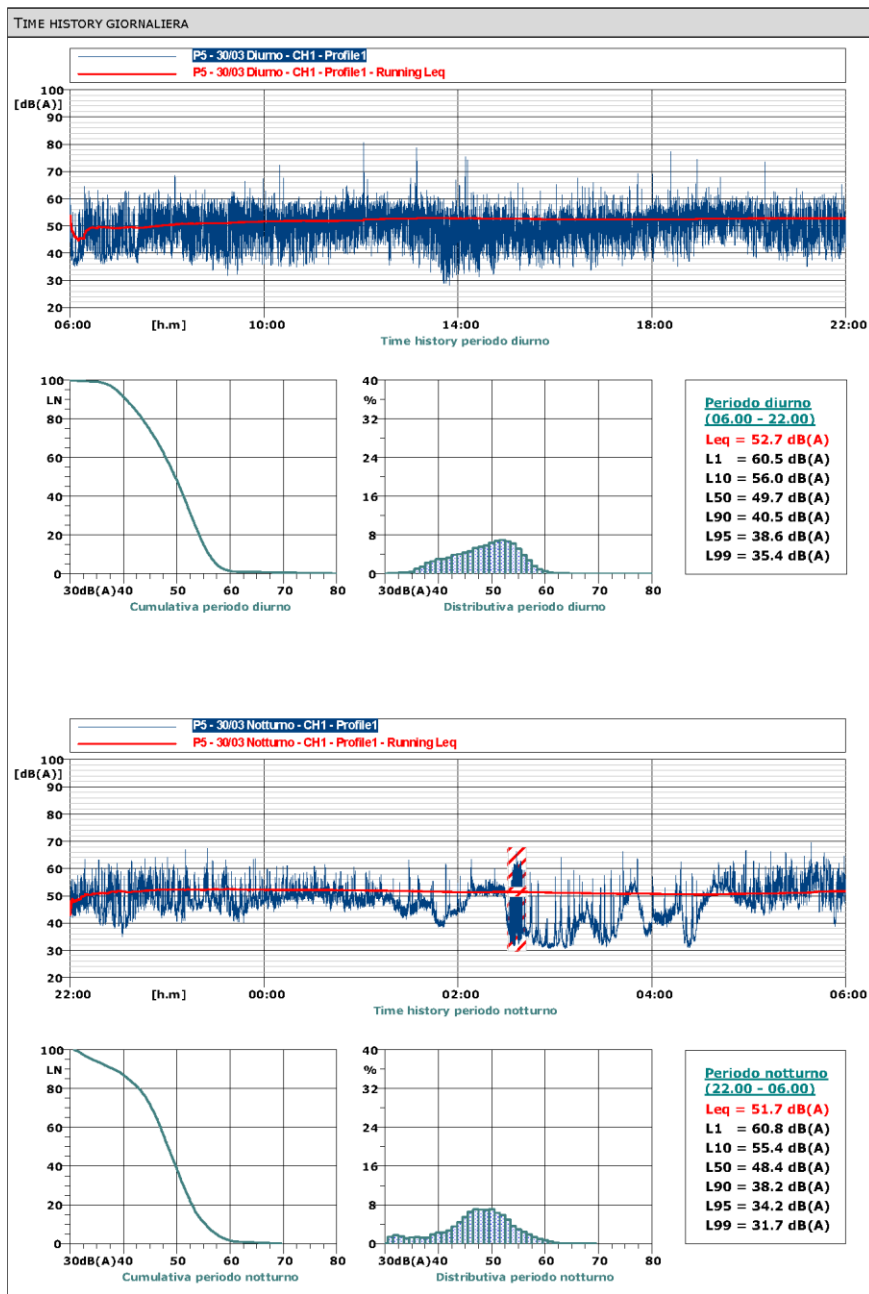 TIME HISTORY GIORNALIERA
P5 - 30/03 Diurno - CH1 - Profile1
P5 - 30/03 Diurno - CH1 - Profile1 - Running Leq
100
[dB(A)]
90
80
70
60
50
40
30
20
06:00 [h.m] 10:00 14:00 18:00 22:00
Time history periodo diurno
100
LN
80
60
40
20
0
30dB(A)40 50 60 70 80
Cumulativa periodo diurno
40
%
32
24
16
8
0
30dB(A)40 50 60 70 80
Distributiva periodo diurno
Periodo diurno
(06.00 - 22.00)
Leq = 52.7 dB(A)
L1 = 60.5 dB(A)
L10 = 56.0 dB(A)
L50 = 49.7 dB(A)
L90 = 40.5 dB(A)
L95 = 38.6 dB(A)
L99 = 35.4 dB(A)
P5 - 30/03 Notturno - CH1 - Profile1
P5 - 30/03 Notturno - CH1 - Profile1 - Running Leq
100
[dB(A)]
90
80
70
60
50
40
30
20
22:00 [h.m] 00:00 02:00 04:00 06:00
Time history periodo notturno
100
LN
80
60
40
20
0
30dB(A)40 50 60 70 80
Cumulativa periodo notturno
40
%
32
24
16
8
0
30dB(A)40 50 60 70 80
Distributiva periodo notturno
Periodo notturno
(22.00 - 06.00)
Leq = 51.7 dB(A)
L1 = 60.8 dB(A)
L10 = 55.4 dB(A)
L50 = 48.4 dB(A)
L90 = 38.2 dB(A)
L95 = 34.2 dB(A)
L99 = 31.7 dB(A)